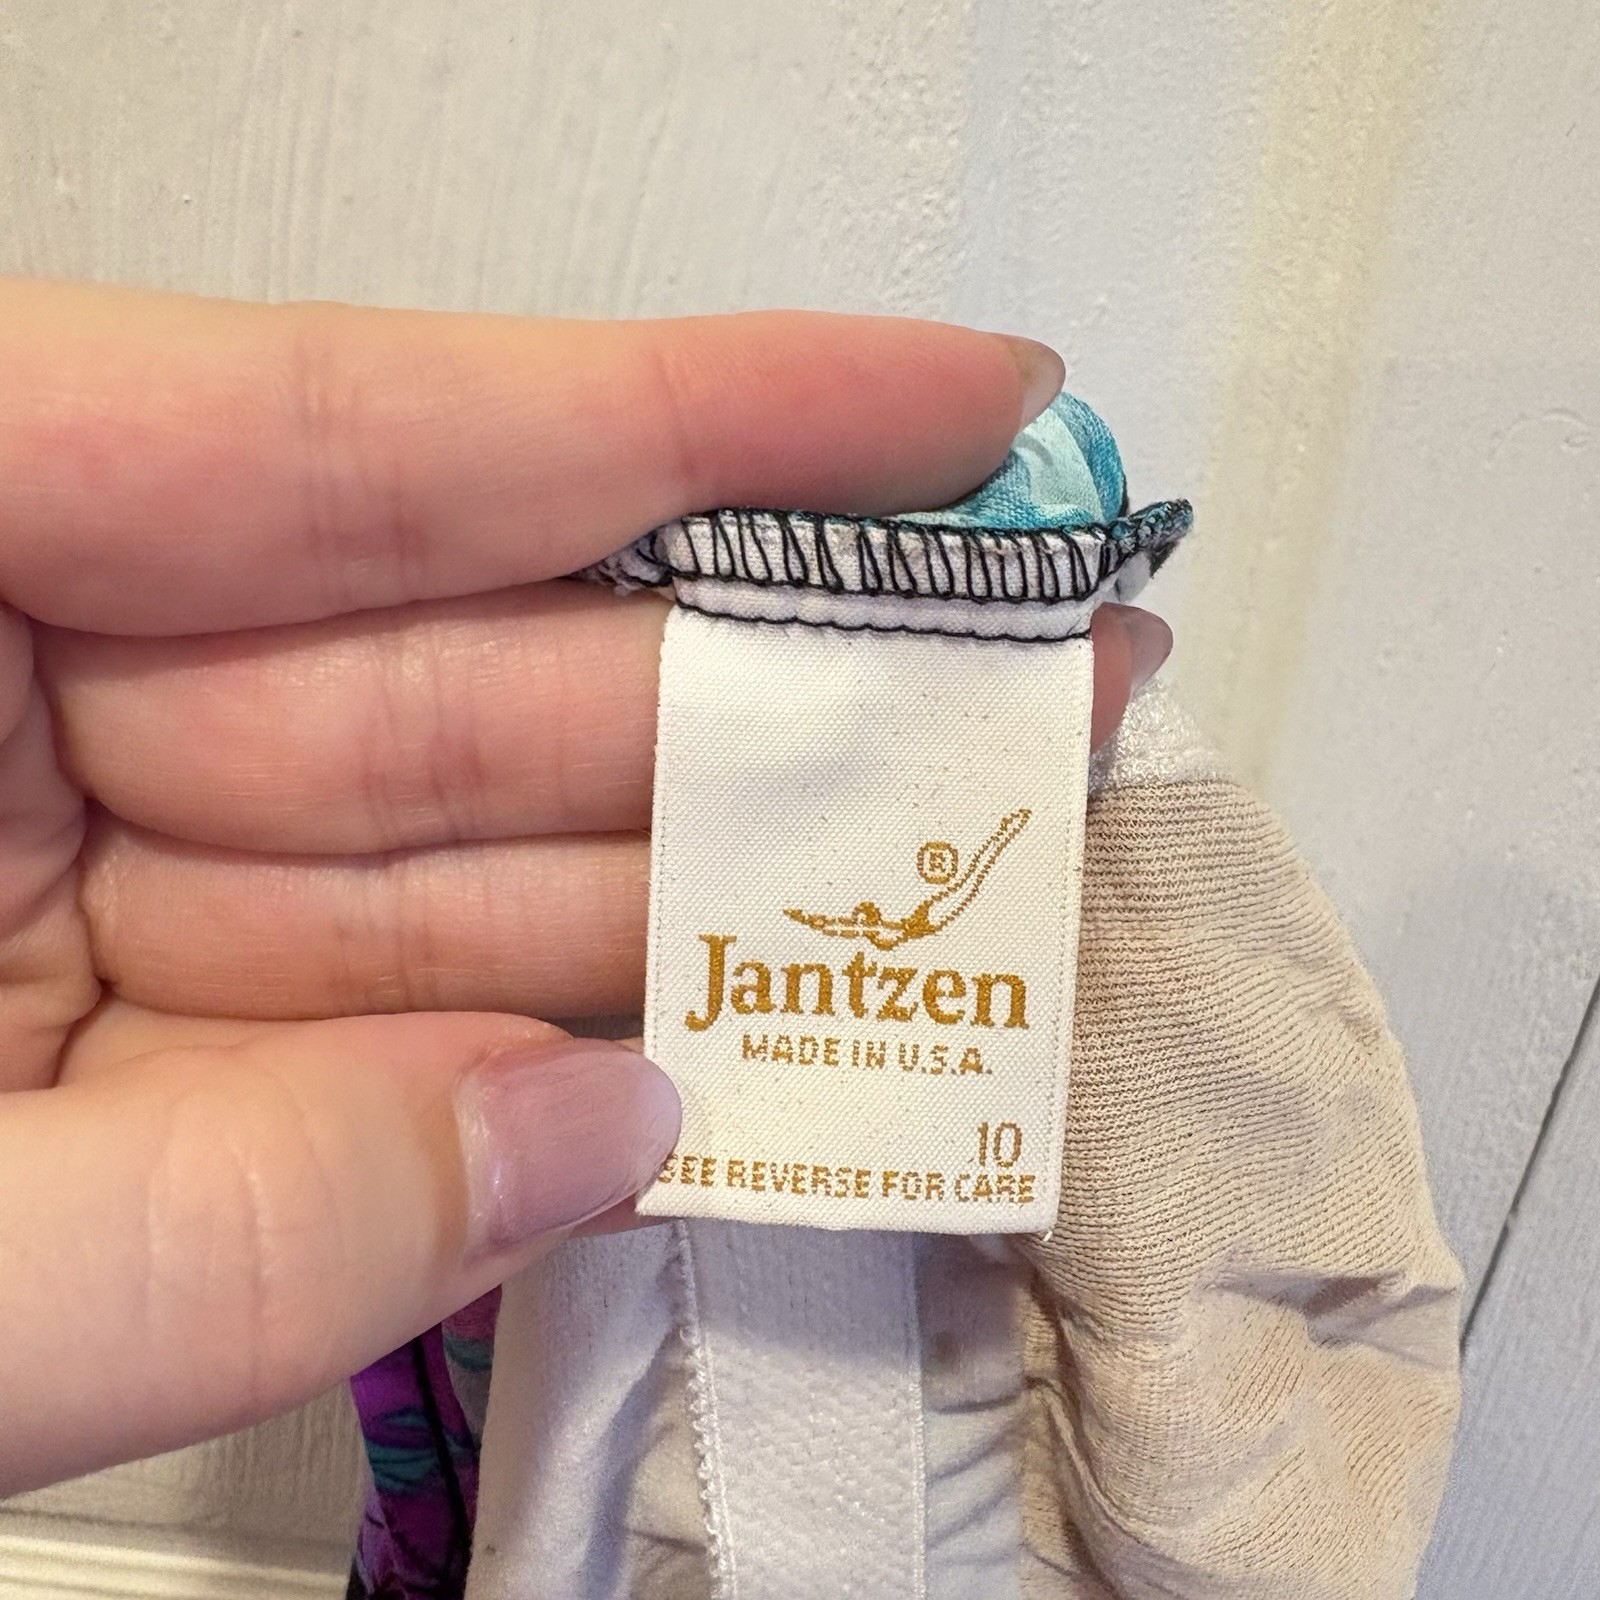 ®
Jantzen
MADE IN U.S.A.
10
SEE REVERSE FOR CARE